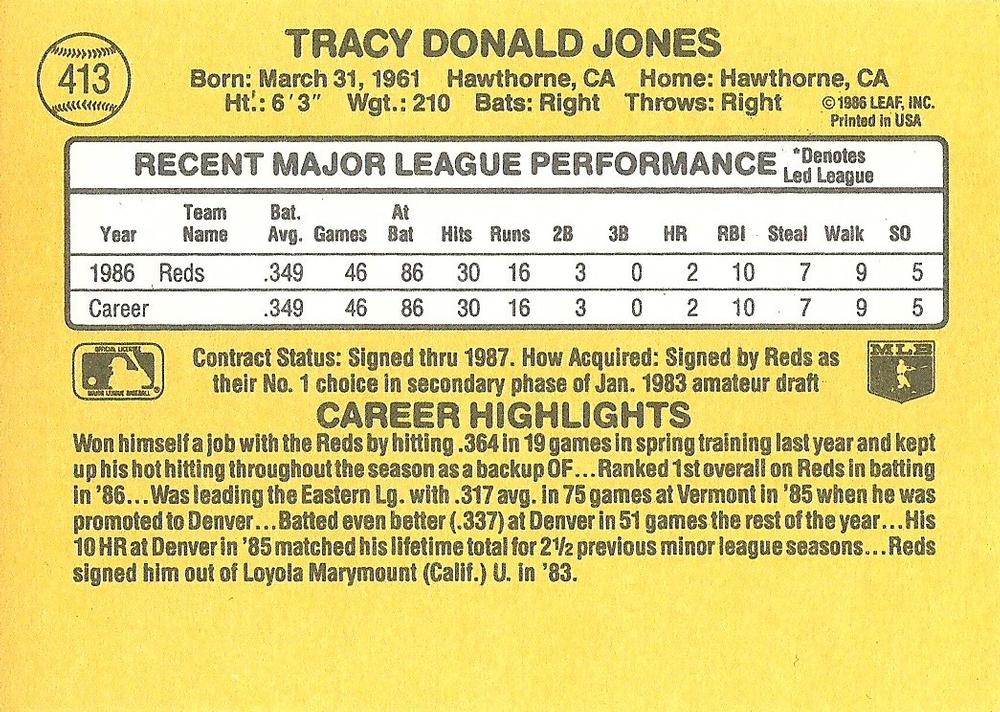 413
TRACY DONALD JONES
Born: March 31, 1961 Hawthorne, CA Home: Hawthorne, CA
Ht.: 6'3" Wgt.: 210 Bats: Right Throws: Right
©1986 LEAF, INC.
Printed in USA
RECENT MAJOR LEAGUE PERFORMANCE *Denotes Led League
Year Team Name Bat. Avg. Games At Bat Hits Runs 2B 3B HR RBI Steal Walk SO
1986 Reds .349 46 86 30 16 3 0 2 10 7 9 5
Career .349 46 86 30 16 3 0 2 10 7 9 5
OFFICIAL LICENSEE
MAJOR LEAGUE BASEBALL
Contract Status: Signed thru 1987. How Acquired: Signed by Reds as
their No. 1 choice in secondary phase of Jan. 1983 amateur draft
MLB
CAREER HIGHLIGHTS
Won himself a job with the Reds by hitting .364 in 19 games in spring training last year and kept
up his hot hitting throughout the season as a backup OF...Ranked 1st overall on Reds in batting
in '86...Was leading the Eastern Lg. with .317 avg. in 75 games at Vermont in '85 when he was
promoted to Denver...Batted even better (.337) at Denver in 51 games the rest of the year...His
10 HR at Denver in '85 matched his lifetime total for 2½ previous minor league seasons...Reds
signed him out of Loyola Marymount (Calif.) U. in '83.